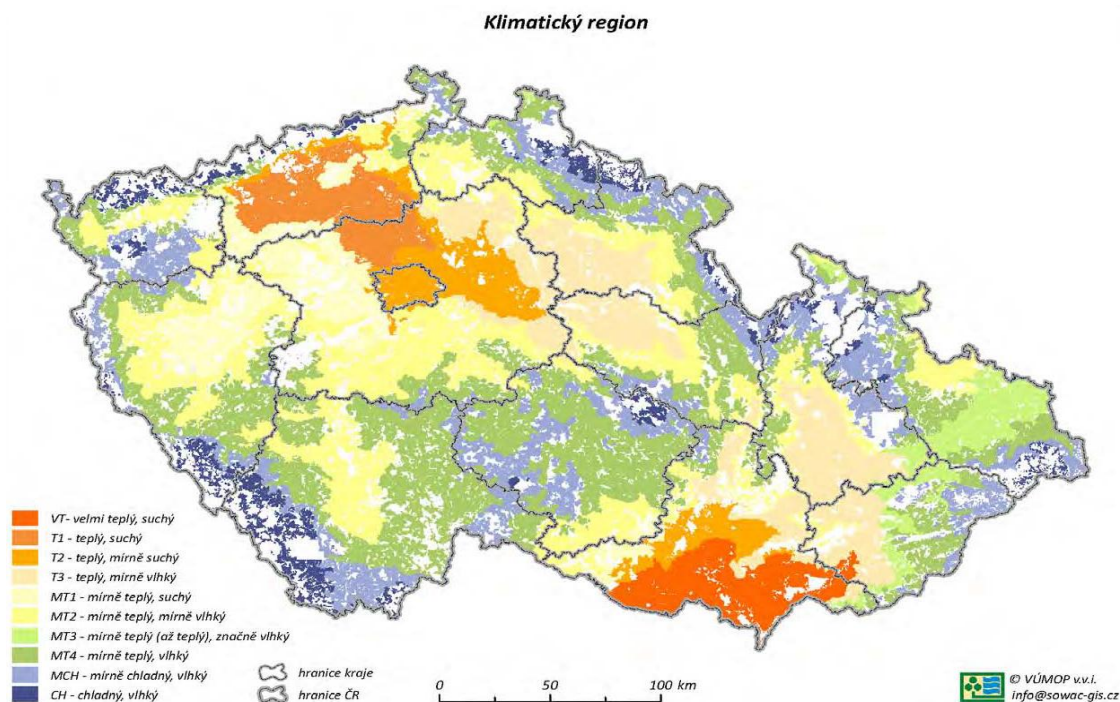 Klimatický region
VT- velmi teplý, suchý
T1 - teplý, suchý
T2 - teplý, mírně suchý
T3 - teplý, mírně vlhký
MT1 - mírně teplý, suchý
MT2 - mírně teplý, mírně vlhký
MT3 - mírně teplý (až teplý), značně vlhký
MT4 - mírně teplý, vlhký
MCH - mírně chladný, vlhký
CH - chladný, vlhký
hranice kraje
hranice ČR
0 50 100 km
© VÚMOP v.v.i.
info@sowac-gis.cz